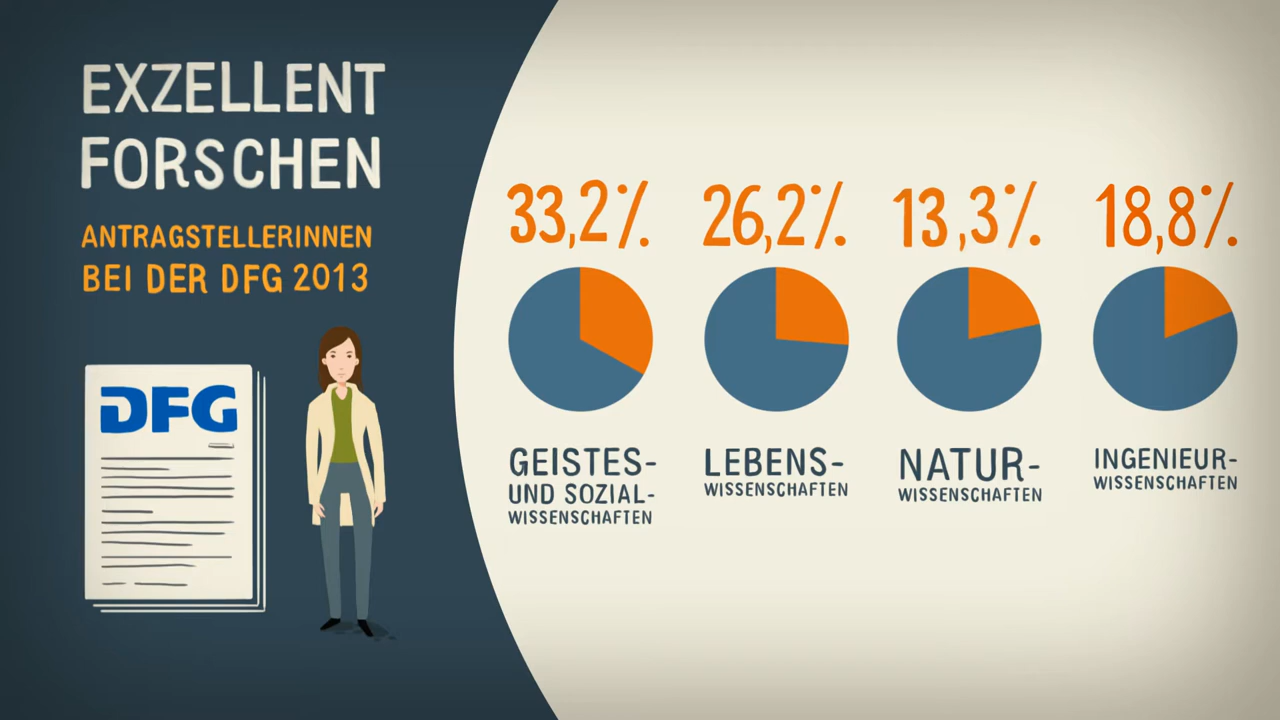 EXZELLENT
FORSCHEN
ANTRAGSTELLERINNEN
BEI DER DFG 2013
DFG
33,2%
26,2%
13,3%
18,8%
GEISTES-
UND SOZIAL-
WISSENSCHAFTEN
LEBENS-
WISSENSCHAFTEN
NATUR-
WISSENSCHAFTEN
INGENIEUR-
WISSENSCHAFTEN